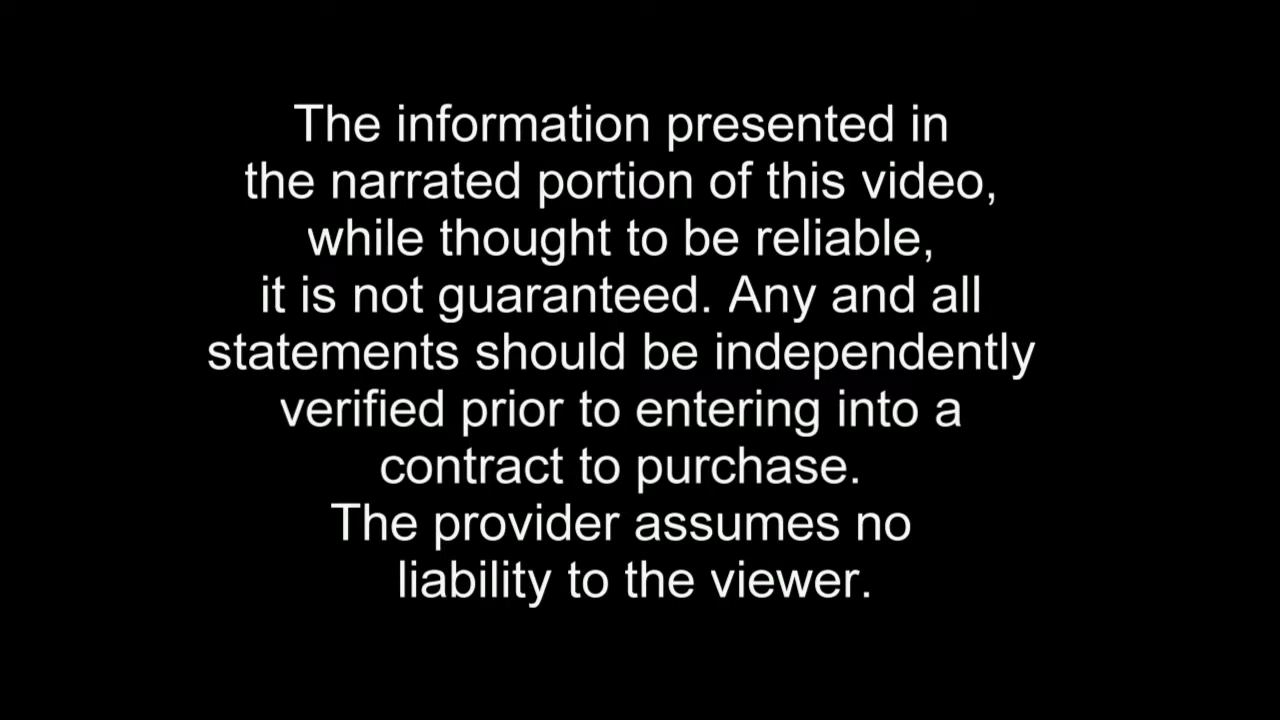 The information presented in
the narrated portion of this video,
while thought to be reliable,
it is not guaranteed. Any and all
statements should be independently
verified prior to entering into a
contract to purchase.
The provider assumes no
liability to the viewer.